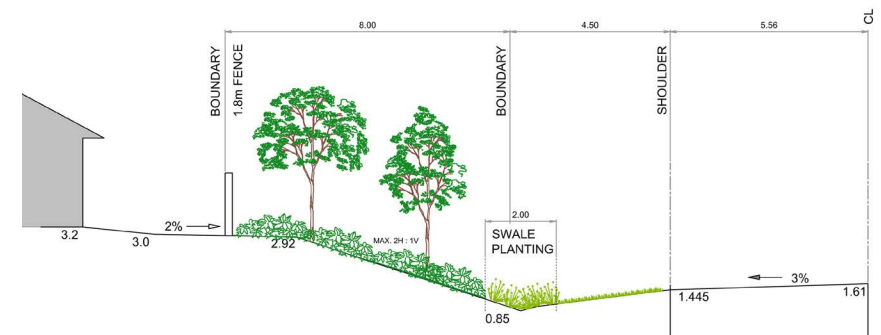 CL
8.00
4.50
5.56
BOUNDARY
1.8m FENCE
BOUNDARY
SHOULDER
2.00
SWALE
PLANTING
2%
3.2
3.0
2.92
MAX. 2H : 1V
3%
0.85
1.445
1.61